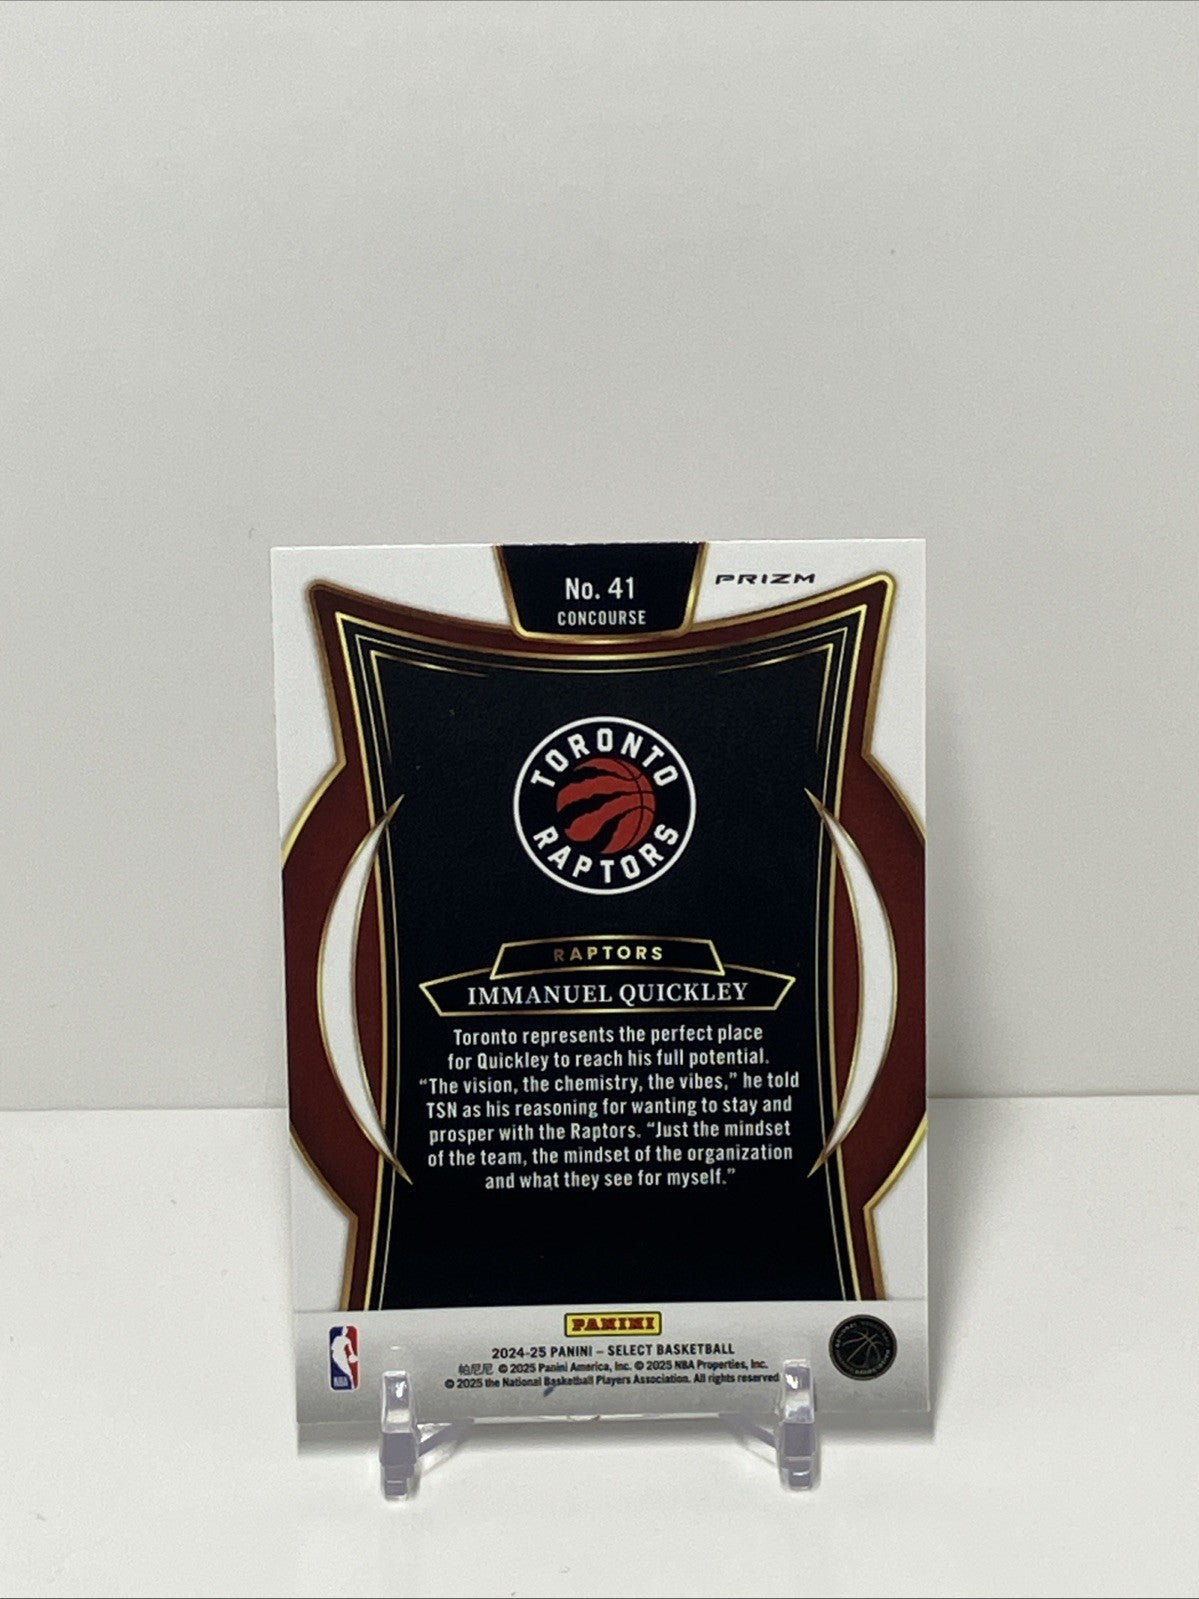 No. 41
CONCOURSE
PRIZM
TORONTO
RAPTORS
RAPTORS
IMMANUEL QUICKLEY
Toronto represents the perfect place
for Quickley to reach his full potential.
“The vision, the chemistry, the vibes,” he told
TSN as his reasoning for wanting to stay and
prosper with the Raptors. “Just the mindset
of the team, the mindset of the organization
and what they see for myself.”
PANINI
2024-25 PANINI – SELECT BASKETBALL
帕尼尼 © 2025 Panini America, Inc. © 2025 NBA Properties, Inc.
© 2025 the National Basketball Players Association. All rights reserved
NBA